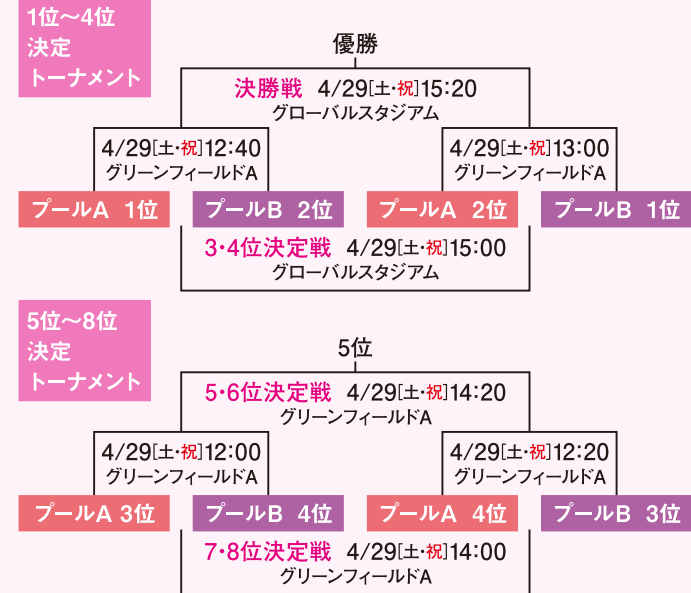 1位〜4位
決定
トーナメント
優勝
決勝戦 4/29[土・祝]15:20
グローバルスタジアム
4/29[土・祝]12:40
グリーンフィールドA
4/29[土・祝]13:00
グリーンフィールドA
プールA 1位
プールB 2位
プールA 2位
プールB 1位
3・4位決定戦 4/29[土・祝]15:00
グローバルスタジアム
5位〜8位
決定
トーナメント
5位
5・6位決定戦 4/29[土・祝]14:20
グリーンフィールドA
4/29[土・祝]12:00
グリーンフィールドA
4/29[土・祝]12:20
グリーンフィールドA
プールA 3位
プールB 4位
プールA 4位
プールB 3位
7・8位決定戦 4/29[土・祝]14:00
グリーンフィールドA